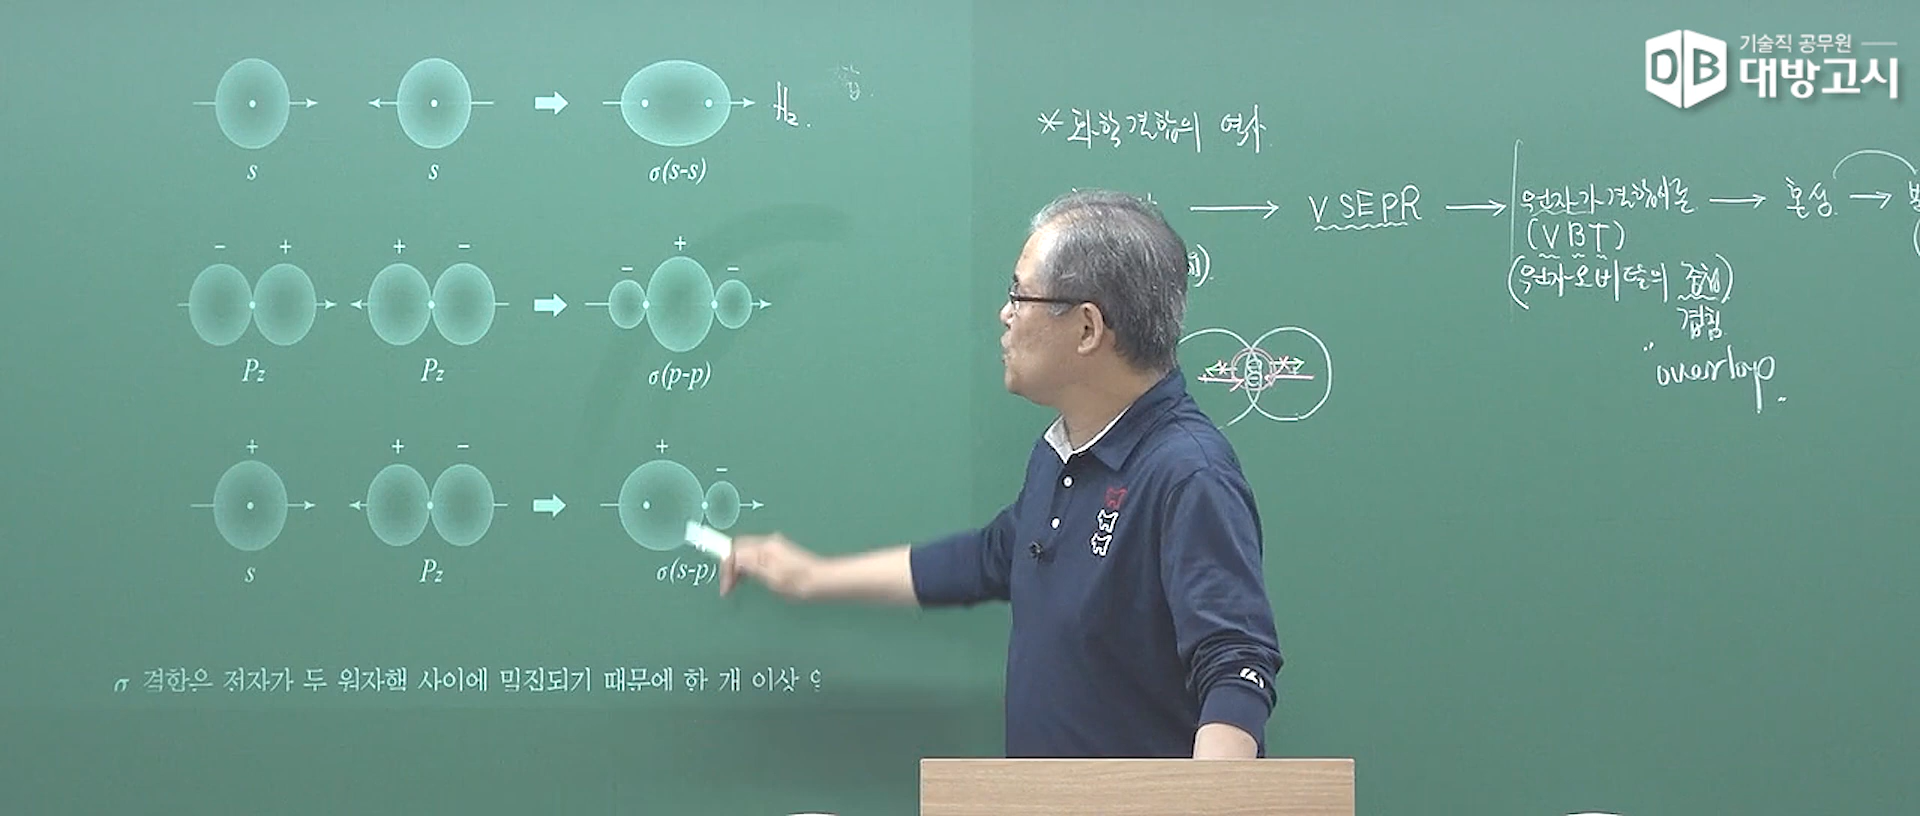 기술직 공무원
대방고시
H₂.
s s σ(s-s)
- + + - - + -
Pz Pz σ(p-p)
+ + - + -
s Pz σ(s-p)
σ 결합은 전자가 두 원자핵 사이에 밀집되기 때문에 한 개 이상
* 화학결합의 역사
→ VSEPR → 원자가결합이론 → 혼성 →
(VBT)
(원자오비탈의 중첩)
겹침
"overlap